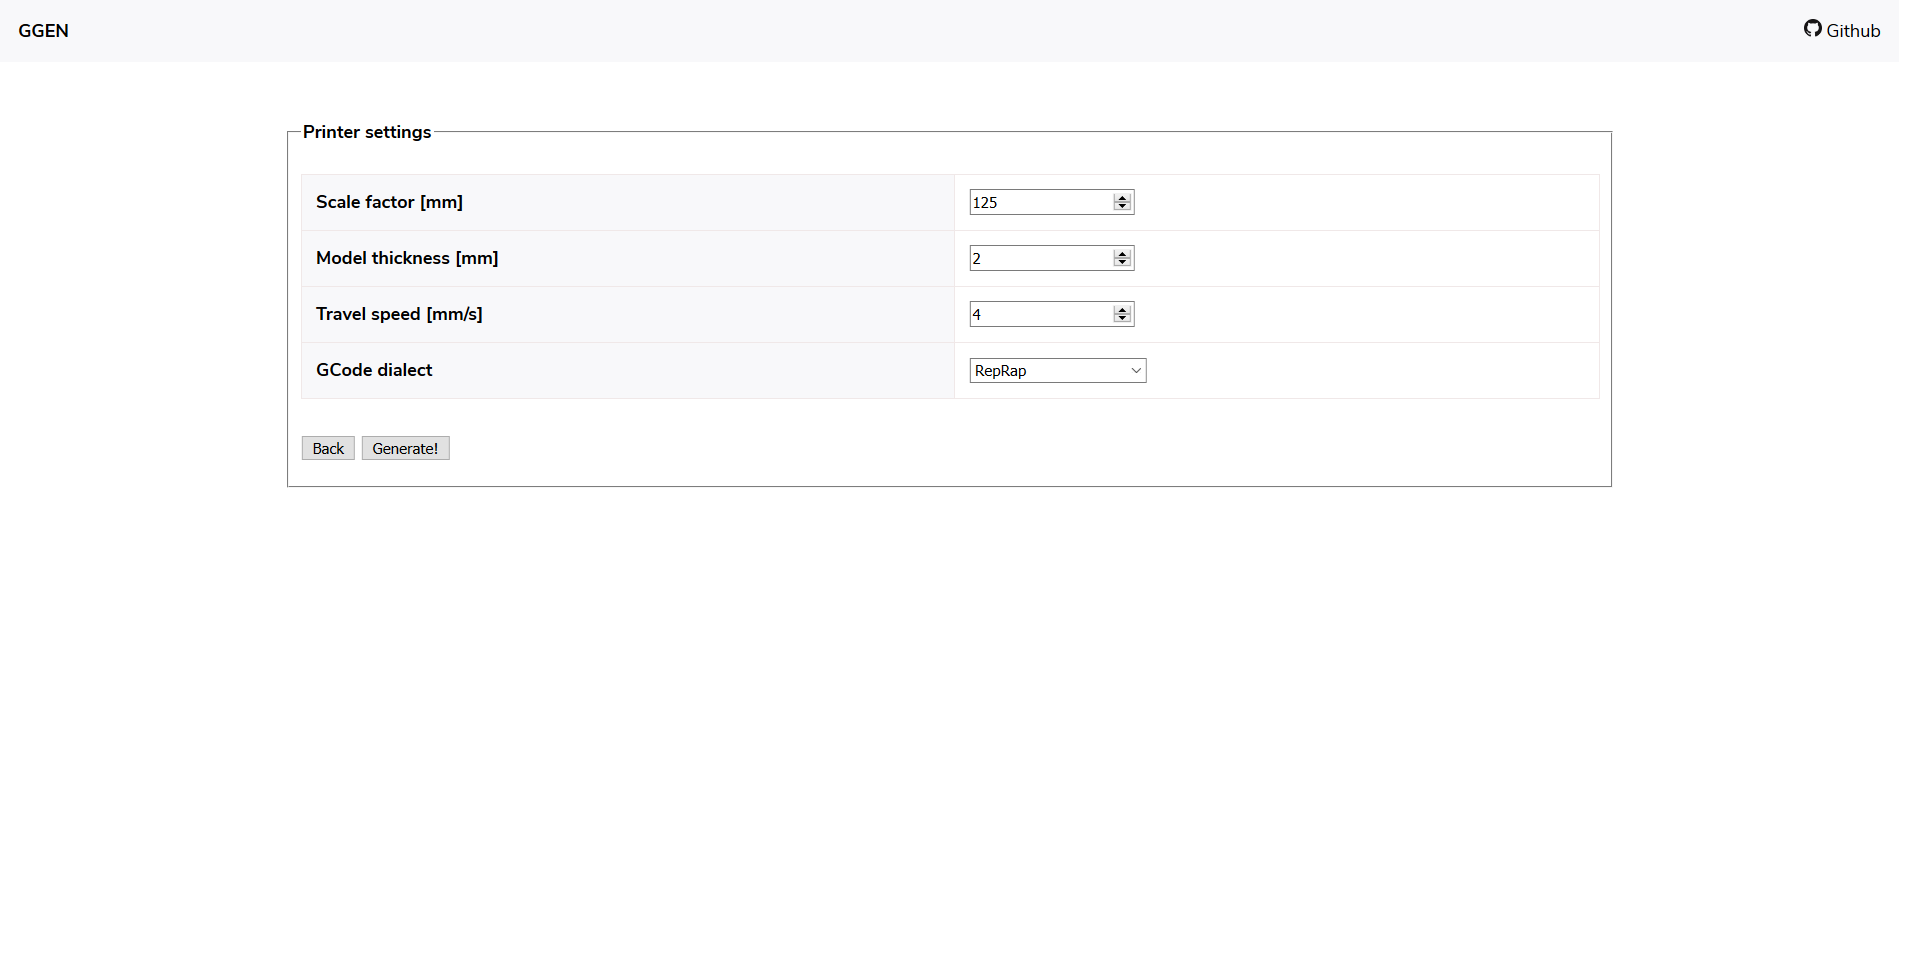 GGEN
Github
Printer settings
Scale factor [mm]
125
Model thickness [mm]
2
Travel speed [mm/s]
4
GCode dialect
RepRap
Back
Generate!